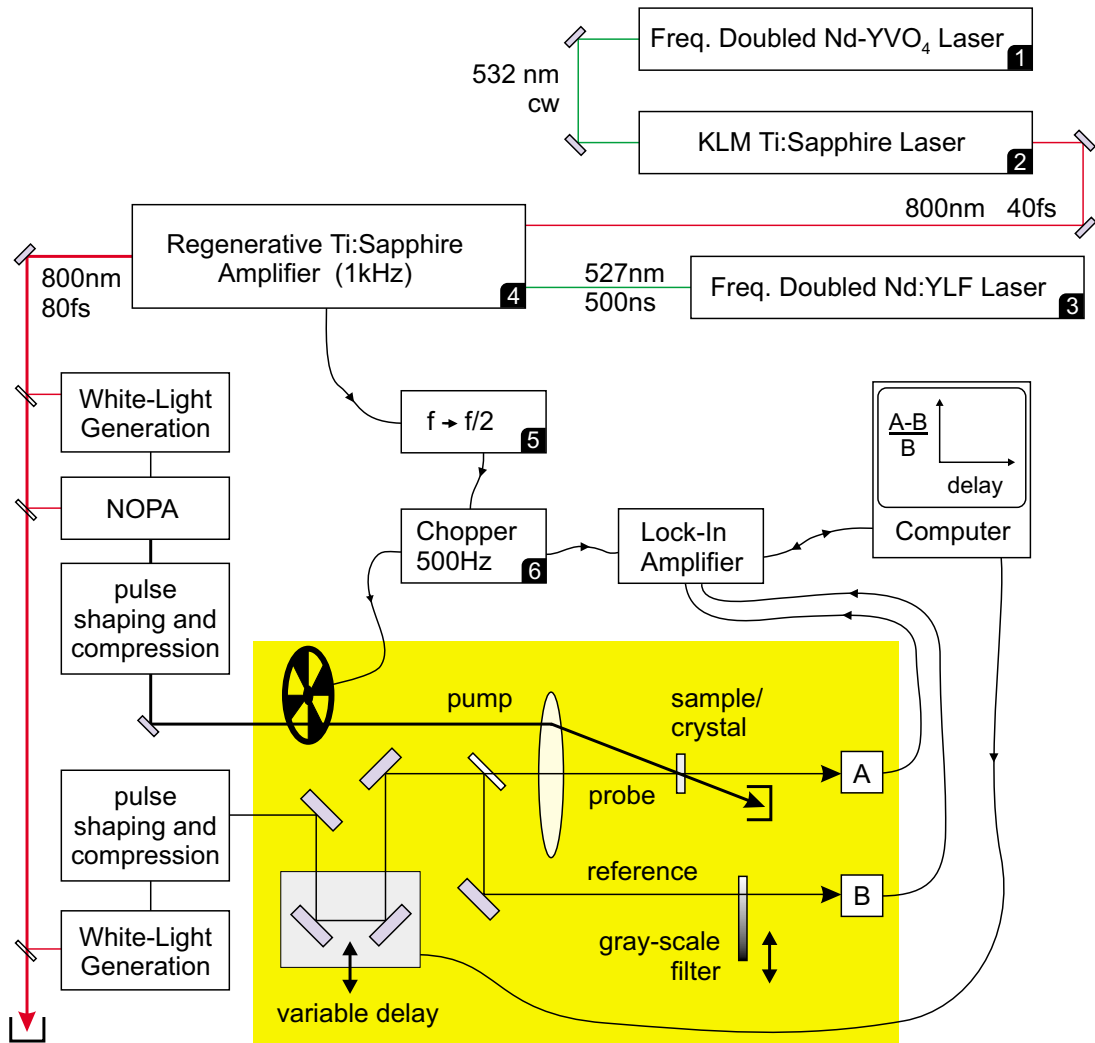 Freq. Doubled Nd-YVO₄ Laser
1
532 nm
cw
KLM Ti:Sapphire Laser
2
800nm 40fs
Regenerative Ti:Sapphire
Amplifier (1kHz)
4
800nm
80fs
527nm
500ns
Freq. Doubled Nd:YLF Laser
3
White-Light
Generation
f → f/2
5
A-B
B
delay
Computer
NOPA
Chopper
500Hz
6
Lock-In
Amplifier
pulse
shaping and
compression
pump
sample/
crystal
probe
A
pulse
shaping and
compression
reference
B
White-Light
Generation
gray-scale
filter
variable delay